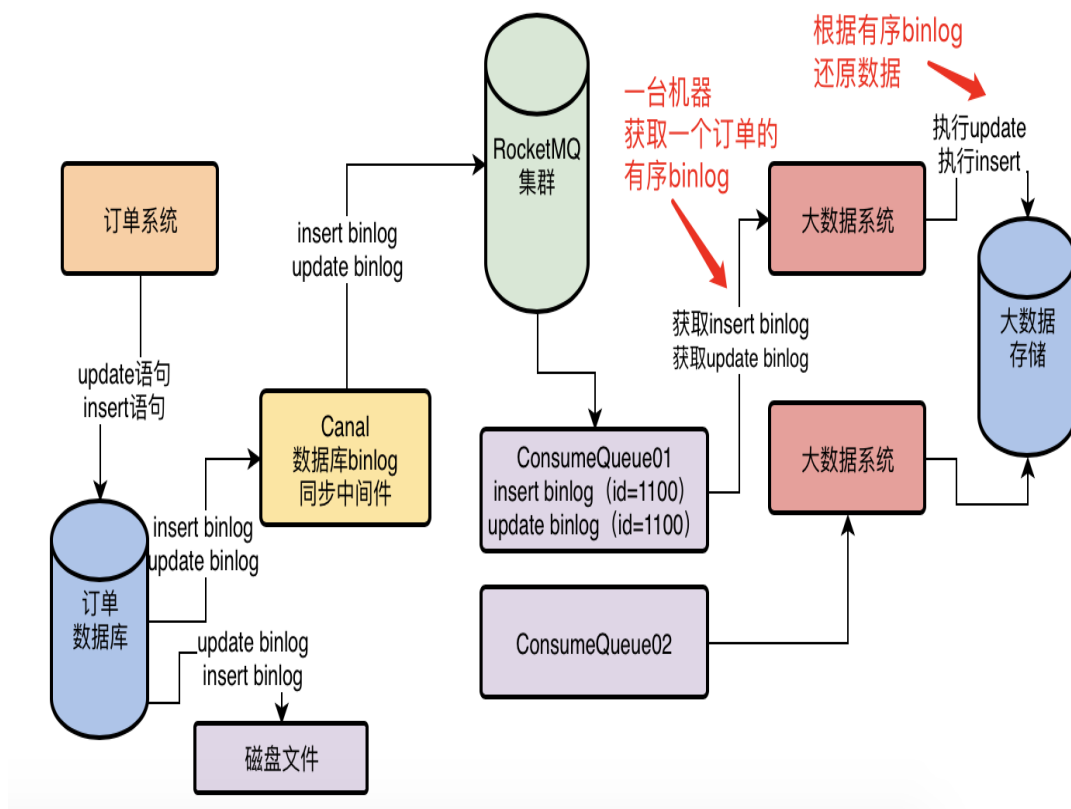 根据有序binlog
还原数据
一台机器
获取一个订单的
有序binlog
执行update
执行insert
RocketMQ
集群
订单系统
大数据系统
insert binlog
update binlog
大数据
存储
获取insert binlog
获取update binlog
update语句
insert语句
Canal
数据库binlog
同步中间件
ConsumeQueue01
insert binlog（id=1100）
update binlog（id=1100）
大数据系统
insert binlog
update binlog
订单
数据库
update binlog
insert binlog
ConsumeQueue02
磁盘文件